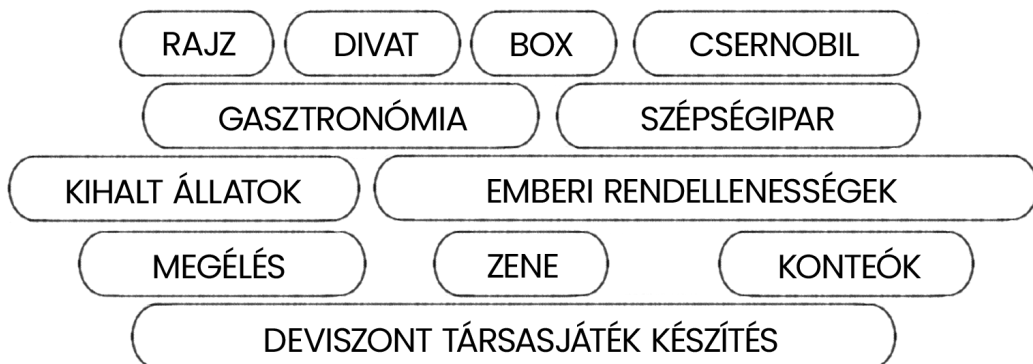 RAJZ DIVAT BOX CSERNOBIL
GASZTRONÓMIA SZÉPSÉGIPAR
KIHALT ÁLLATOK EMBERI RENDELLENESSÉGEK
MEGÉLÉS ZENE KONTEÓK
DEVISZONT TÁRSASJÁTÉK KÉSZÍTÉS